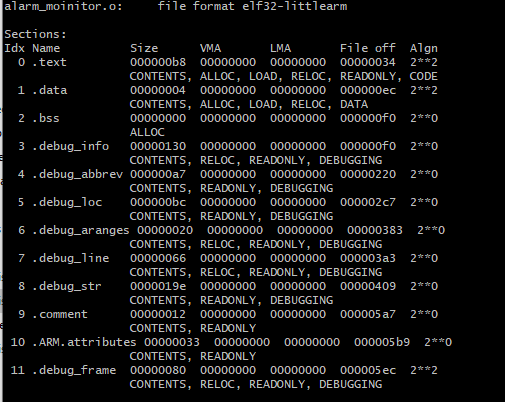 alarm_moinitor.o:     file format elf32-littlearm
Sections:
Idx Name          Size      VMA       LMA       File off  Algn
  0 .text         000000b8  00000000  00000000  00000034  2**2
                  CONTENTS, ALLOC, LOAD, RELOC, READONLY, CODE
  1 .data         00000004  00000000  00000000  000000ec  2**2
                  CONTENTS, ALLOC, LOAD, RELOC, DATA
  2 .bss          00000000  00000000  00000000  000000f0  2**0
                  ALLOC
  3 .debug_info   00000130  00000000  00000000  000000f0  2**0
                  CONTENTS, RELOC, READONLY, DEBUGGING
  4 .debug_abbrev 000000a7  00000000  00000000  00000220  2**0
                  CONTENTS, READONLY, DEBUGGING
  5 .debug_loc    000000bc  00000000  00000000  000002c7  2**0
                  CONTENTS, READONLY, DEBUGGING
  6 .debug_aranges 00000020  00000000  00000000  00000383  2**0
                  CONTENTS, RELOC, READONLY, DEBUGGING
  7 .debug_line   00000066  00000000  00000000  000003a3  2**0
                  CONTENTS, RELOC, READONLY, DEBUGGING
  8 .debug_str    0000019e  00000000  00000000  00000409  2**0
                  CONTENTS, READONLY, DEBUGGING
  9 .comment      00000012  00000000  00000000  000005a7  2**0
                  CONTENTS, READONLY
 10 .ARM.attributes 00000033  00000000  00000000  000005b9  2**0
                  CONTENTS, READONLY
 11 .debug_frame  00000080  00000000  00000000  000005ec  2**2
                  CONTENTS, RELOC, READONLY, DEBUGGING